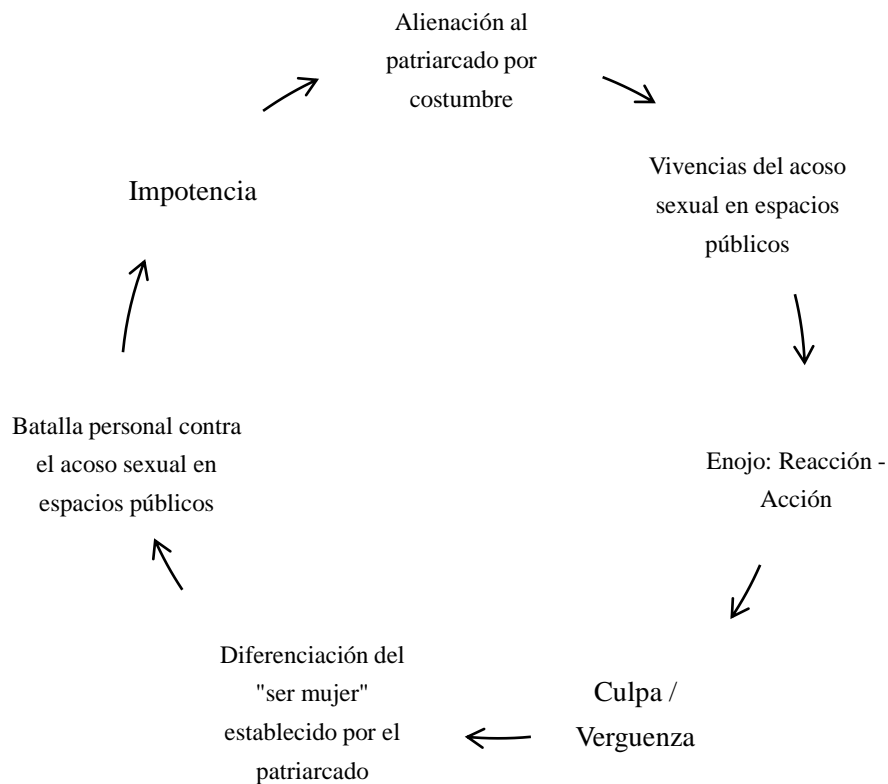 Alienación al
patriarcado por
costumbre
Vivencias del acoso
sexual en espacios
públicos
Enojo: Reacción -
Acción
Culpa /
Verguenza
Diferenciación del
"ser mujer"
establecido por el
patriarcado
Batalla personal contra
el acoso sexual en
espacios públicos
Impotencia